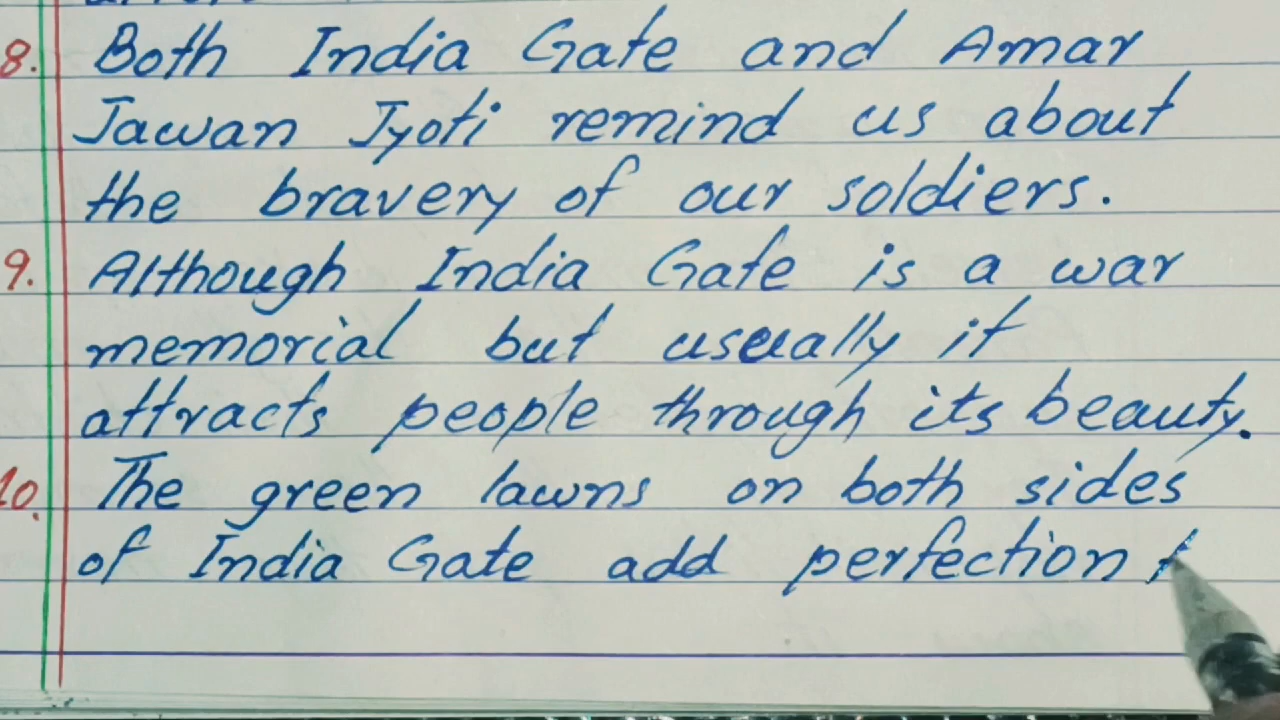 8. Both India Gate and Amar
Jawan Jyoti remind us about
the bravery of our soldiers.
9. Although India Gate is a war
memorial but usually it
attracts people through its beauty.
10. The green lawns on both sides
of India Gate add perfection